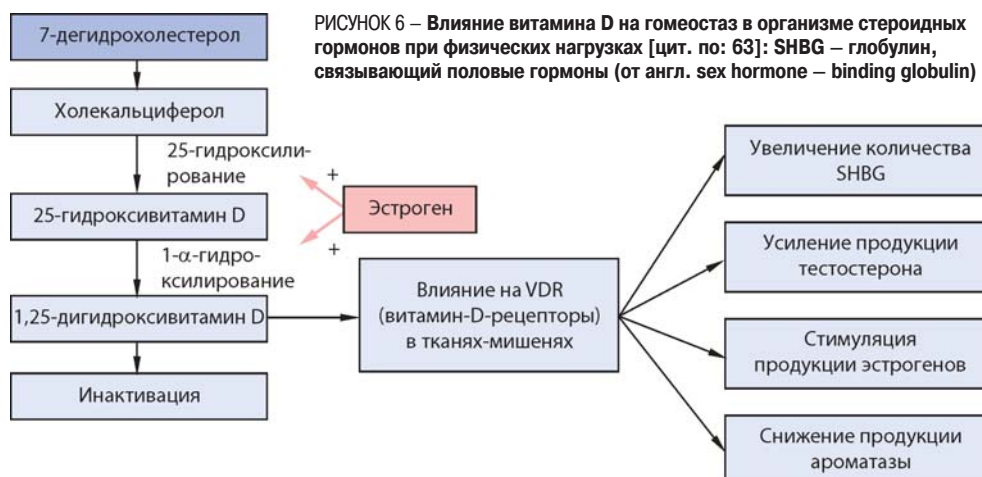 7-дегидрохолестерол
РИСУНОК 6 – Влияние витамина D на гомеостаз в организме стероидных
гормонов при физических нагрузках [цит. по: 63]: SHBG – глобулин,
связывающий половые гормоны (от англ. sex hormone – binding globulin)
Холекальциферол
25-гидроксили-
рование
+
Эстроген
+
25-гидроксивитамин D
1-α-гидро-
ксилирование
1,25-дигидроксивитамин D
Инактивация
Влияние на VDR
(витамин-D-рецепторы)
в тканях-мишенях
Увеличение количества
SHBG
Усиление продукции
тестостерона
Стимуляция
продукции эстрогенов
Снижение продукции
ароматазы